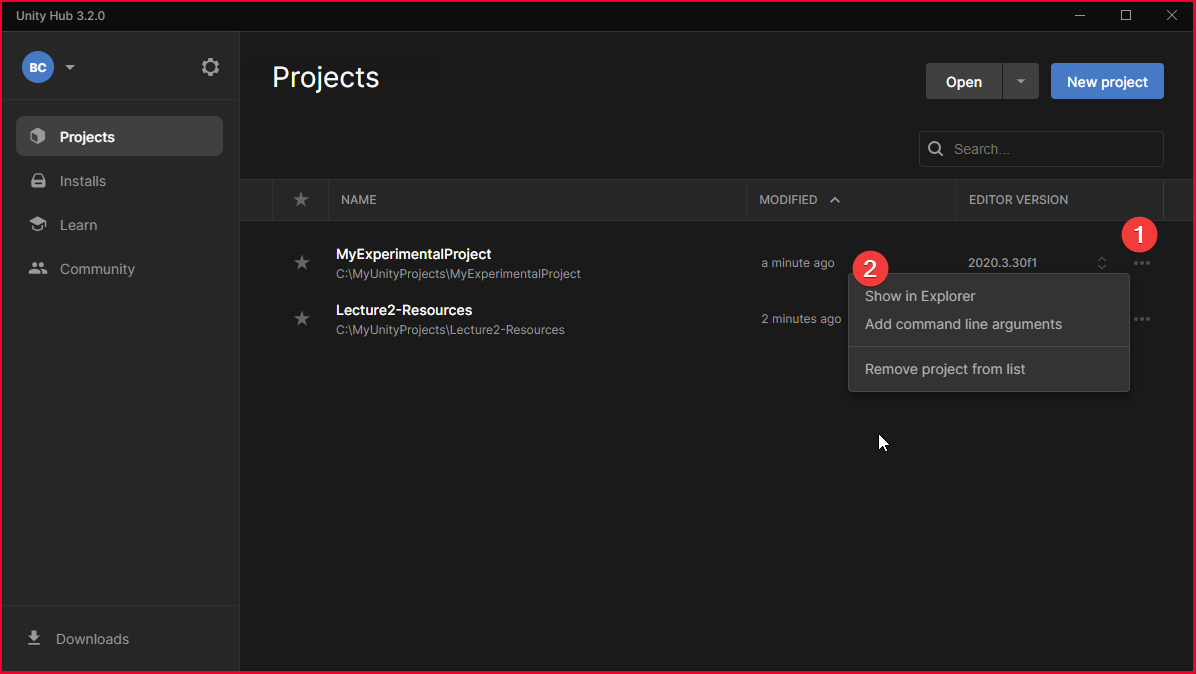 Unity Hub 3.2.0
BC
Projects
Installs
Learn
Community
Downloads
Projects
Open
New project
Search...
NAME
MODIFIED
EDITOR VERSION
1
MyExperimentalProject
C:\MyUnityProjects\MyExperimentalProject
a minute ago
2020.3.30f1
Lecture2-Resources
C:\MyUnityProjects\Lecture2-Resources
2 minutes ago
2
Show in Explorer
Add command line arguments
Remove project from list